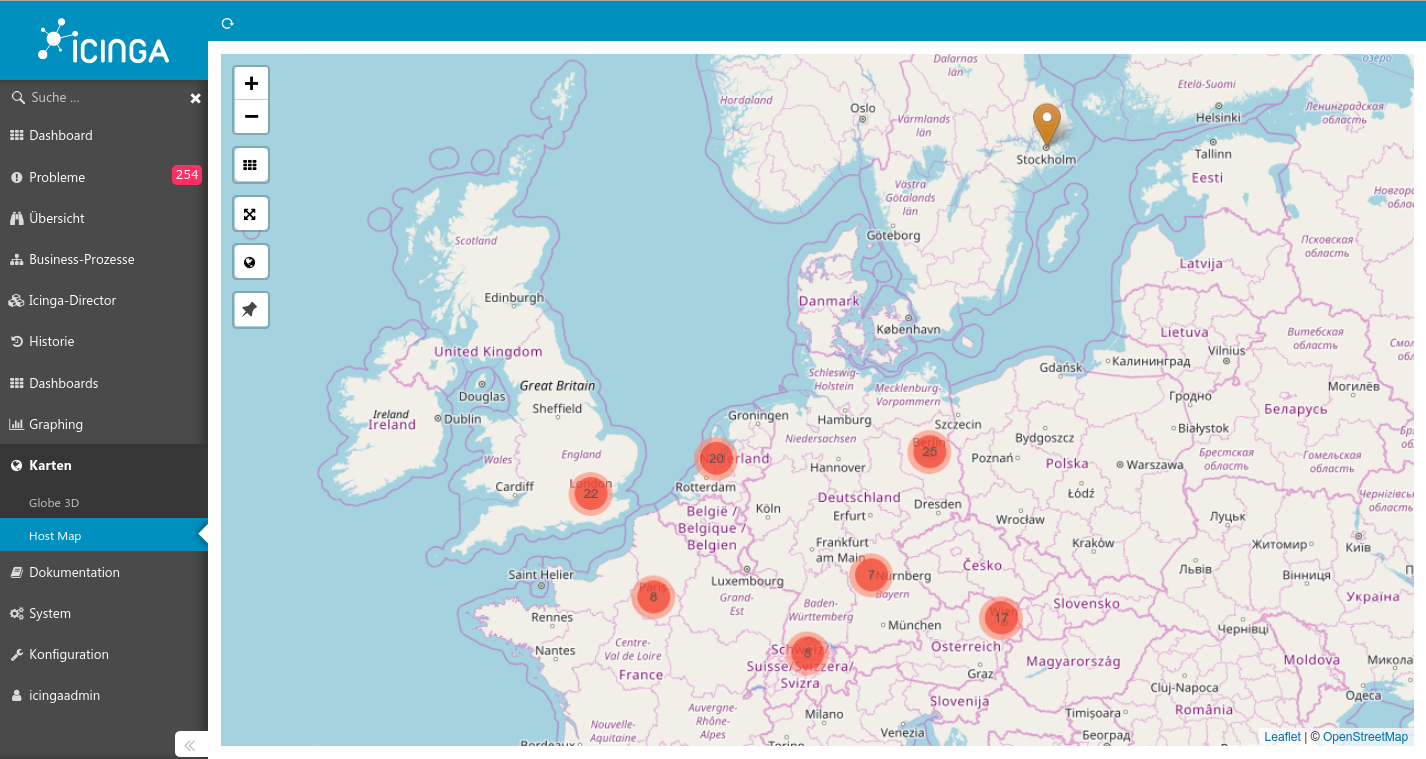 ICINGA
Suche ...
Dashboard
Probleme 254
Übersicht
Business-Prozesse
Icinga-Director
Historie
Dashboards
Graphing
Karten
Globe 3D
Host Map
Dokumentation
System
Konfiguration
icingaadmin
+
−
Dalarnas
län
Etelä-Suomi
Hordaland
Oslo
Värmlands
län
Helsinki
Ленинградская
область
Stockholm
Tallinn
Eesti
Västra
Götalands
län
Göteborg
Псковская
область
Scotland
Latvija
Edinburgh
Danmark
København
Lietuva
Витебская
область
Vilnius
United Kingdom
Калининград
Gdańsk
Great Britain
Schleswig-
Holstein
Mecklenburg-
Vorpommern
Могилёв
Douglas
Sheffield
Гродно
Беларусь
Ireland
Ireland
Dublin
Groningen
Hamburg
Szczecin
Białystok
Bydgoszcz
Niedersachsen
Berlin
25
England
Wales
20
Poznań
Polska
Warszawa
Брестская
область
Гомельская
область
Hannover
London
22
Cardiff
Rotterdam
Deutschland
Łódź
België /
Belgique /
Belgien
Köln
Erfurt
Dresden
Wrocław
Луцьк
Frankfurt
am Main
Kraków
Житомир
Київ
Česko
Львів
Saint Helier
Luxembourg
7
Nürnberg
Bayern
Вінниця
Paris
8
Grand-
Est
Baden-
Württemberg
Slovensko
Україна
Rennes
Wien
17
München
Чернівці
Centre-
Val de Loire
Nantes
Schweiz/
Suisse/Svizzera/
Svizra
Österreich
Magyarország
Moldova
France
Graz
Cluj-Napoca
Одеса
Slovenija
România
Auvergne-
Rhône-
Alpes
Milano
Timișoara
Nouvelle-
Aquitaine
Venezia
Београд
Leaflet | © OpenStreetMap